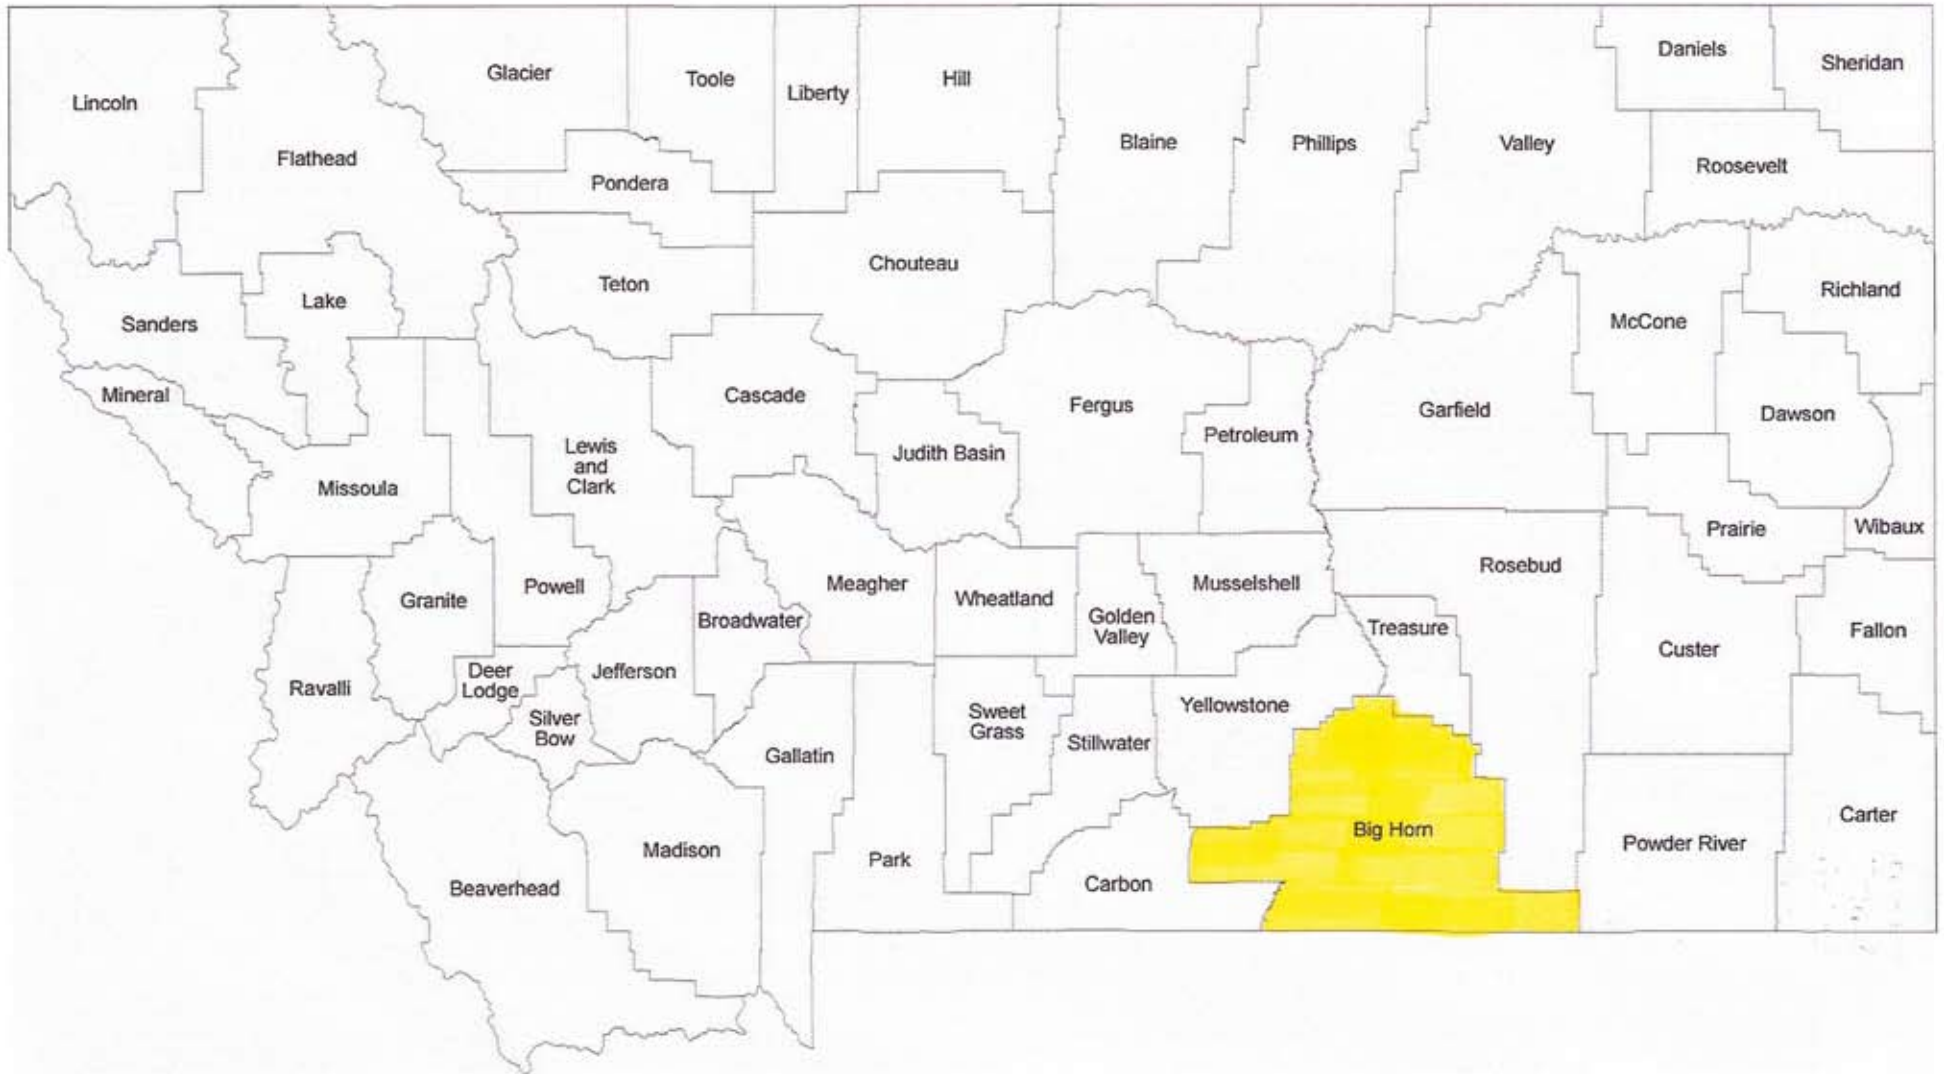 Daniels
Sheridan
Glacier
Toole
Hill
Liberty
Lincoln
Blaine
Phillips
Valley
Flathead
Roosevelt
Pondera
Chouteau
Teton
Richland
Lake
McCone
Sanders
Mineral
Cascade
Fergus
Garfield
Dawson
Petroleum
Judith Basin
Lewis
and
Clark
Missoula
Prairie
Wibaux
Rosebud
Musselshell
Meagher
Powell
Wheatland
Granite
Golden
Valley
Broadwater
Treasure
Fallon
Custer
Deer
Lodge
Jefferson
Ravalli
Yellowstone
Sweet
Grass
Silver
Bow
Stillwater
Gallatin
Carter
Big Horn
Powder River
Madison
Park
Carbon
Beaverhead